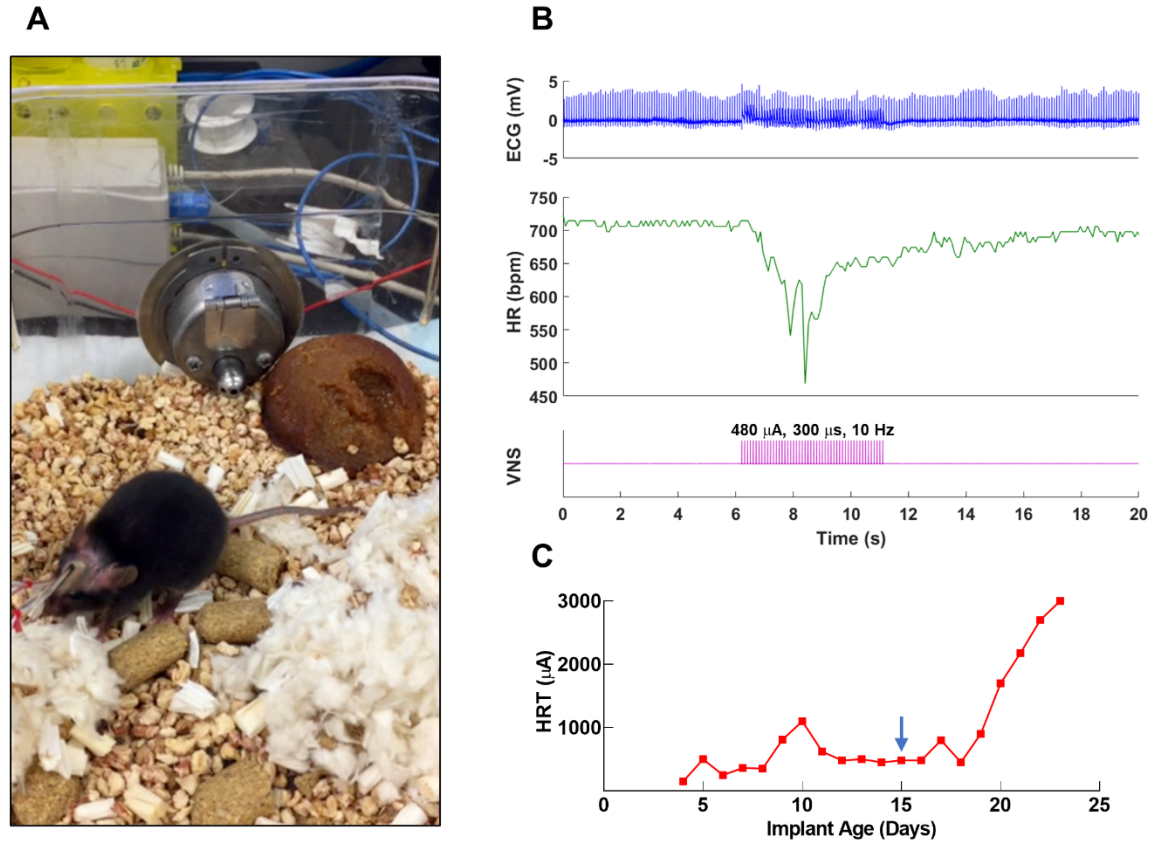 A
B
ECG (mV)
5
0
-5
HR (bpm)
750
700
650
600
550
500
450
VNS
480 μA, 300 μs, 10 Hz
0 2 4 6 8 10 12 14 16 18 20
Time (s)
C
HRT (μA)
3000
2000
1000
0 5 10 15 20 25
Implant Age (Days)